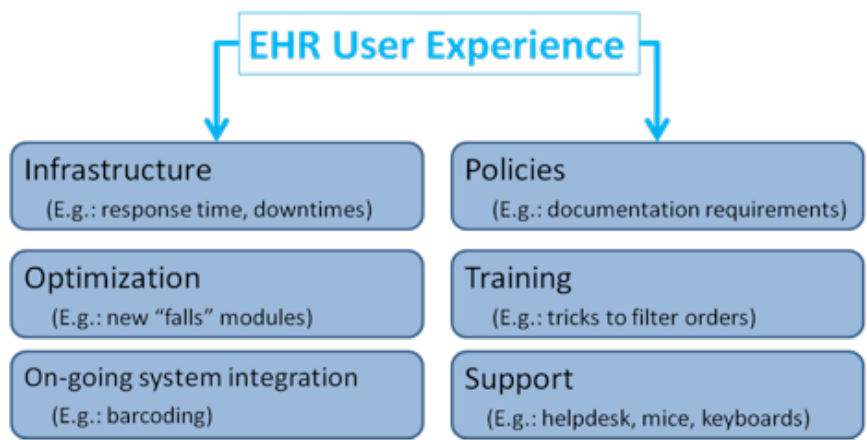 EHR User Experience
Infrastructure
(E.g.: response time, downtimes)
Optimization
(E.g.: new “falls” modules)
On-going system integration
(E.g.: barcoding)
Policies
(E.g.: documentation requirements)
Training
(E.g.: tricks to filter orders)
Support
(E.g.: helpdesk, mice, keyboards)